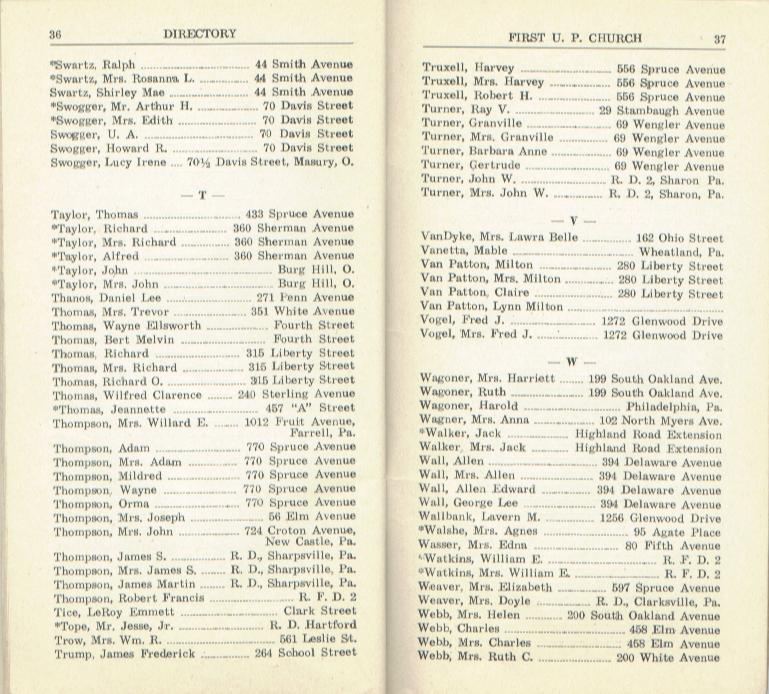 36 DIRECTORY
*Swartz, Ralph ........ 44 Smith Avenue
*Swartz, Mrs. Rosanna L. ........ 44 Smith Avenue
Swartz, Shirley Mae ........ 44 Smith Avenue
*Swogger, Mr. Arthur H. ........ 70 Davis Street
*Swogger, Mrs. Edith ........ 70 Davis Street
Swogger, U. A. ........ 70 Davis Street
Swogger, Howard R. ........ 70 Davis Street
Swogger, Lucy Irene .... 70½ Davis Street, Masury, O.
— T —
Taylor, Thomas ........ 433 Spruce Avenue
*Taylor, Richard ........ 360 Sherman Avenue
*Taylor, Mrs. Richard ........ 360 Sherman Avenue
*Taylor, Alfred ........ 360 Sherman Avenue
*Taylor, John ........ Burg Hill, O.
*Taylor, Mrs. John ........ Burg Hill, O.
Thanos, Daniel Lee ........ 271 Penn Avenue
Thomas, Mrs. Trevor ........ 351 White Avenue
Thomas, Wayne Ellsworth ........ Fourth Street
Thomas, Bert Melvin ........ Fourth Street
Thomas, Richard ........ 315 Liberty Street
Thomas, Mrs. Richard ........ 315 Liberty Street
Thomas, Richard O. ........ 315 Liberty Street
Thomas, Wilfred Clarence ........ 240 Sterling Avenue
*Thomas, Jeannette ........ 457 "A" Street
Thompson, Mrs. Willard E. ........ 1012 Fruit Avenue,
Farrell, Pa.
Thompson, Adam ........ 770 Spruce Avenue
Thompson, Mrs. Adam ........ 770 Spruce Avenue
Thompson, Mildred ........ 770 Spruce Avenue
Thompson, Wayne ........ 770 Spruce Avenue
Thompson, Orma ........ 770 Spruce Avenue
Thompson, Mrs. Joseph ........ 56 Elm Avenue
Thompson, Mrs. John ........ 724 Croton Avenue,
New Castle, Pa.
Thompson, James S. ........ R. D., Sharpsville, Pa.
Thompson, Mrs. James S. ........ R. D., Sharpsville, Pa.
Thompson, James Martin ........ R. D., Sharpsville, Pa.
Thompson, Robert Francis ........ R. F. D. 2
Tice, LeRoy Emmett ........ Clark Street
*Tope, Mr. Jesse, Jr. ........ R. D. Hartford
Trow, Mrs. Wm. R. ........ 561 Leslie St.
Trump, James Frederick ........ 264 School Street
FIRST U. P. CHURCH 37
Truxell, Harvey ........ 556 Spruce Avenue
Truxell, Mrs. Harvey ........ 556 Spruce Avenue
Truxell, Robert H. ........ 556 Spruce Avenue
Turner, Ray V. ........ 29 Stambaugh Avenue
Turner, Granville ........ 69 Wengler Avenue
Turner, Mrs. Granville ........ 69 Wengler Avenue
Turner, Barbara Anne ........ 69 Wengler Avenue
Turner, Gertrude ........ 69 Wengler Avenue
Turner, John W. ........ R. D. 2, Sharon Pa.
Turner, Mrs. John W. ........ R. D. 2, Sharon, Pa.
— V —
VanDyke, Mrs. Lawra Belle ........ 162 Ohio Street
Vanetta, Mable ........ Wheatland, Pa.
Van Patton, Milton ........ 280 Liberty Street
Van Patton, Mrs. Milton ........ 280 Liberty Street
Van Patton, Claire ........ 280 Liberty Street
Van Patton, Lynn Milton ........
Vogel, Fred J. ........ 1272 Glenwood Drive
Vogel, Mrs. Fred J. ........ 1272 Glenwood Drive
— W —
Wagoner, Mrs. Harriett ........ 199 South Oakland Ave.
Wagoner, Ruth ........ 199 South Oakland Ave.
Wagoner, Harold ........ Philadelphia, Pa.
Wagner, Mrs. Anna ........ 102 North Myers Ave.
*Walker, Jack ........ Highland Road Extension
Walker, Mrs. Jack ........ Highland Road Extension
Wall, Allen ........ 394 Delaware Avenue
Wall, Mrs. Allen ........ 394 Delaware Avenue
Wall, Allen Edward ........ 394 Delaware Avenue
Wall, George Lee ........ 394 Delaware Avenue
Wallbank, Lavern M. ........ 1256 Glenwood Drive
*Walshe, Mrs. Agnes ........ 95 Agate Place
Wasser, Mrs. Edna ........ 80 Fifth Avenue
*Watkins, William E. ........ R. F. D. 2
*Watkins, Mrs. William E. ........ R. F. D. 2
Weaver, Mrs. Elizabeth ........ 597 Spruce Avenue
Weaver, Mrs. Doyle ........ R. D., Clarksville, Pa.
Webb, Mrs. Helen ........ 200 South Oakland Avenue
Webb, Charles ........ 458 Elm Avenue
Webb, Mrs. Charles ........ 458 Elm Avenue
Webb, Mrs. Ruth C. ........ 200 White Avenue